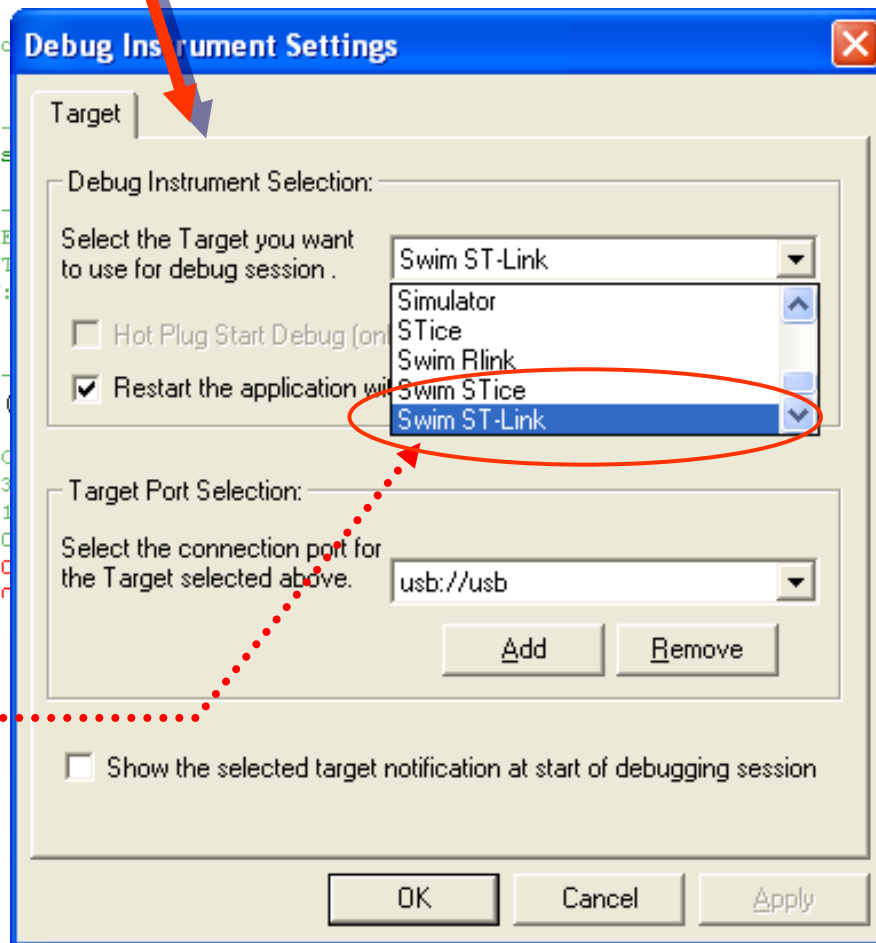 Debug Instrument Settings
Target
Debug Instrument Selection:
Select the Target you want
to use for debug session .
Swim ST-Link
Simulator
STice
Swim Rlink
Swim STice
Swim ST-Link
Hot Plug Start Debug (onl
Restart the application wi
Target Port Selection:
Select the connection port for
the Target selected above.
usb://usb
Add
Remove
Show the selected target notification at start of debugging session
OK
Cancel
Apply